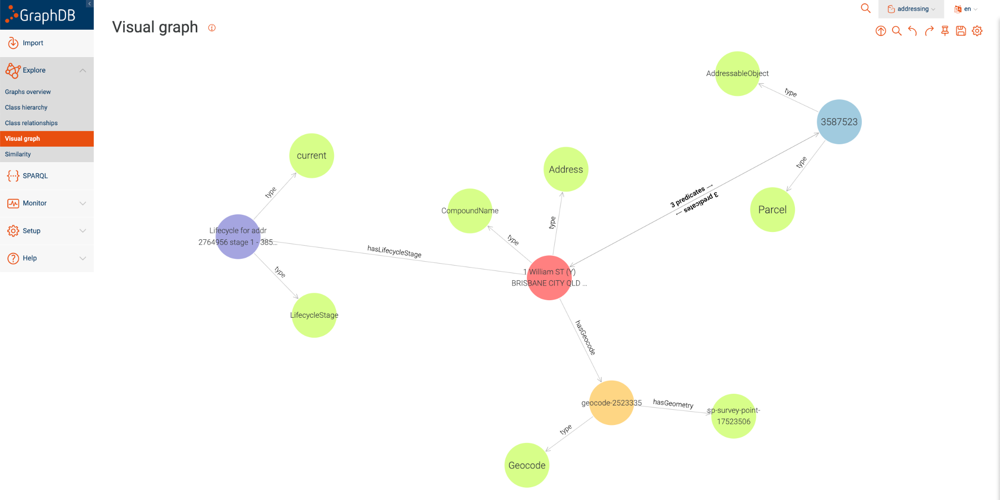 GraphDB
Import
Explore
Graphs overview
Class hierarchy
Class relationships
Visual graph
Similarity
SPARQL
Monitor
Setup
Help
Visual graph
addressing
en
AddressableObject
type
3587523
type
Parcel
3 predicates →
3 predicates →
current
type
Lifecycle for addr
2764956 stage 1 - 385...
type
LifecycleStage
hasLifecycleStage
Address
CompoundName
type
type
1 William ST (Y)
BRISBANE CITY QLD ...
hasGeocode
geocode-2523335
hasGeometry
sp-survey-point-
17523506
type
Geocode